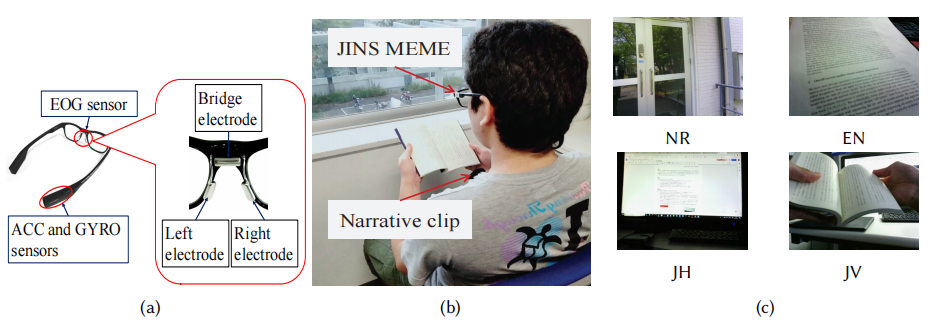 EOG sensor
ACC and GYRO
sensors
Bridge
electrode
Left
electrode
Right
electrode
(a)
JINS MEME
Narrative clip
(b)
NR
EN
JH
JV
(c)